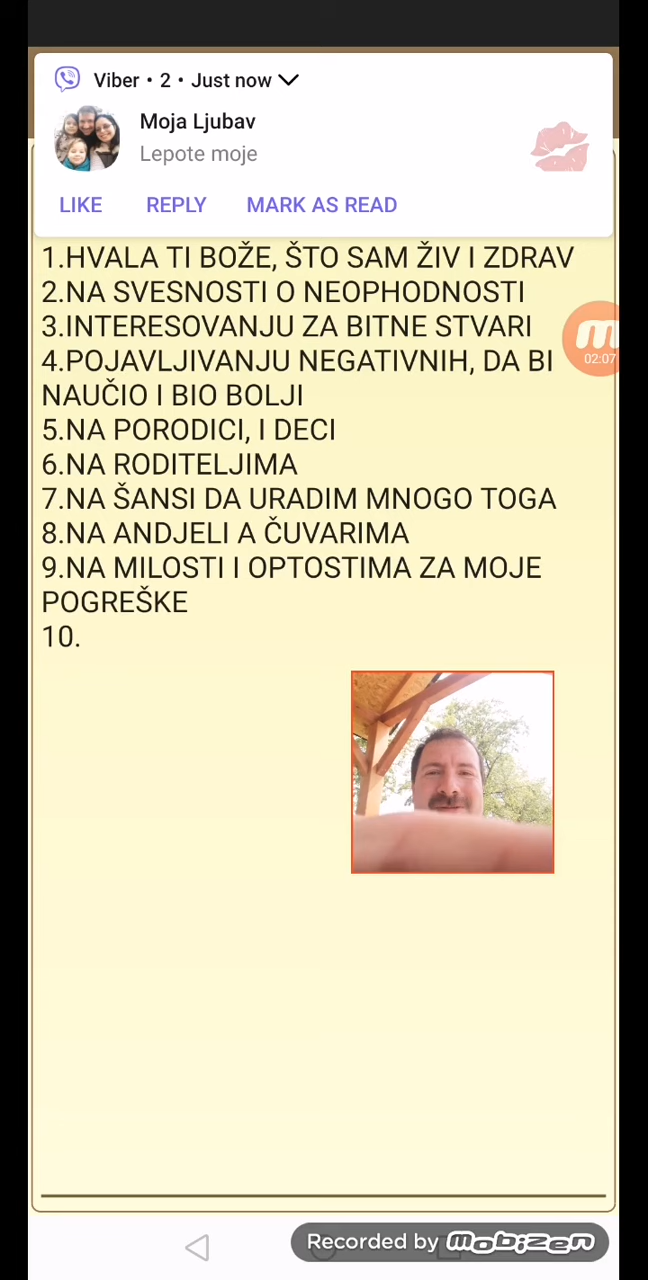 Viber • 2 • Just now
Moja Ljubav
Lepote moje
LIKE REPLY MARK AS READ
1.HVALA TI BOŽE, ŠTO SAM ŽIV I ZDRAV
2.NA SVESNOSTI O NEOPHODNOSTI
3.INTERESOVANJU ZA BITNE STVARI
02:07
4.POJAVLJIVANJU NEGATIVNIH, DA BI
NAUČIO I BIO BOLJI
5.NA PORODICI, I DECI
6.NA RODITELJIMA
7.NA ŠANSI DA URADIM MNOGO TOGA
8.NA ANDJELI A ČUVARIMA
9.NA MILOSTI I OPTOSTIMA ZA MOJE
POGREŠKE
10.
Recorded by mobizen